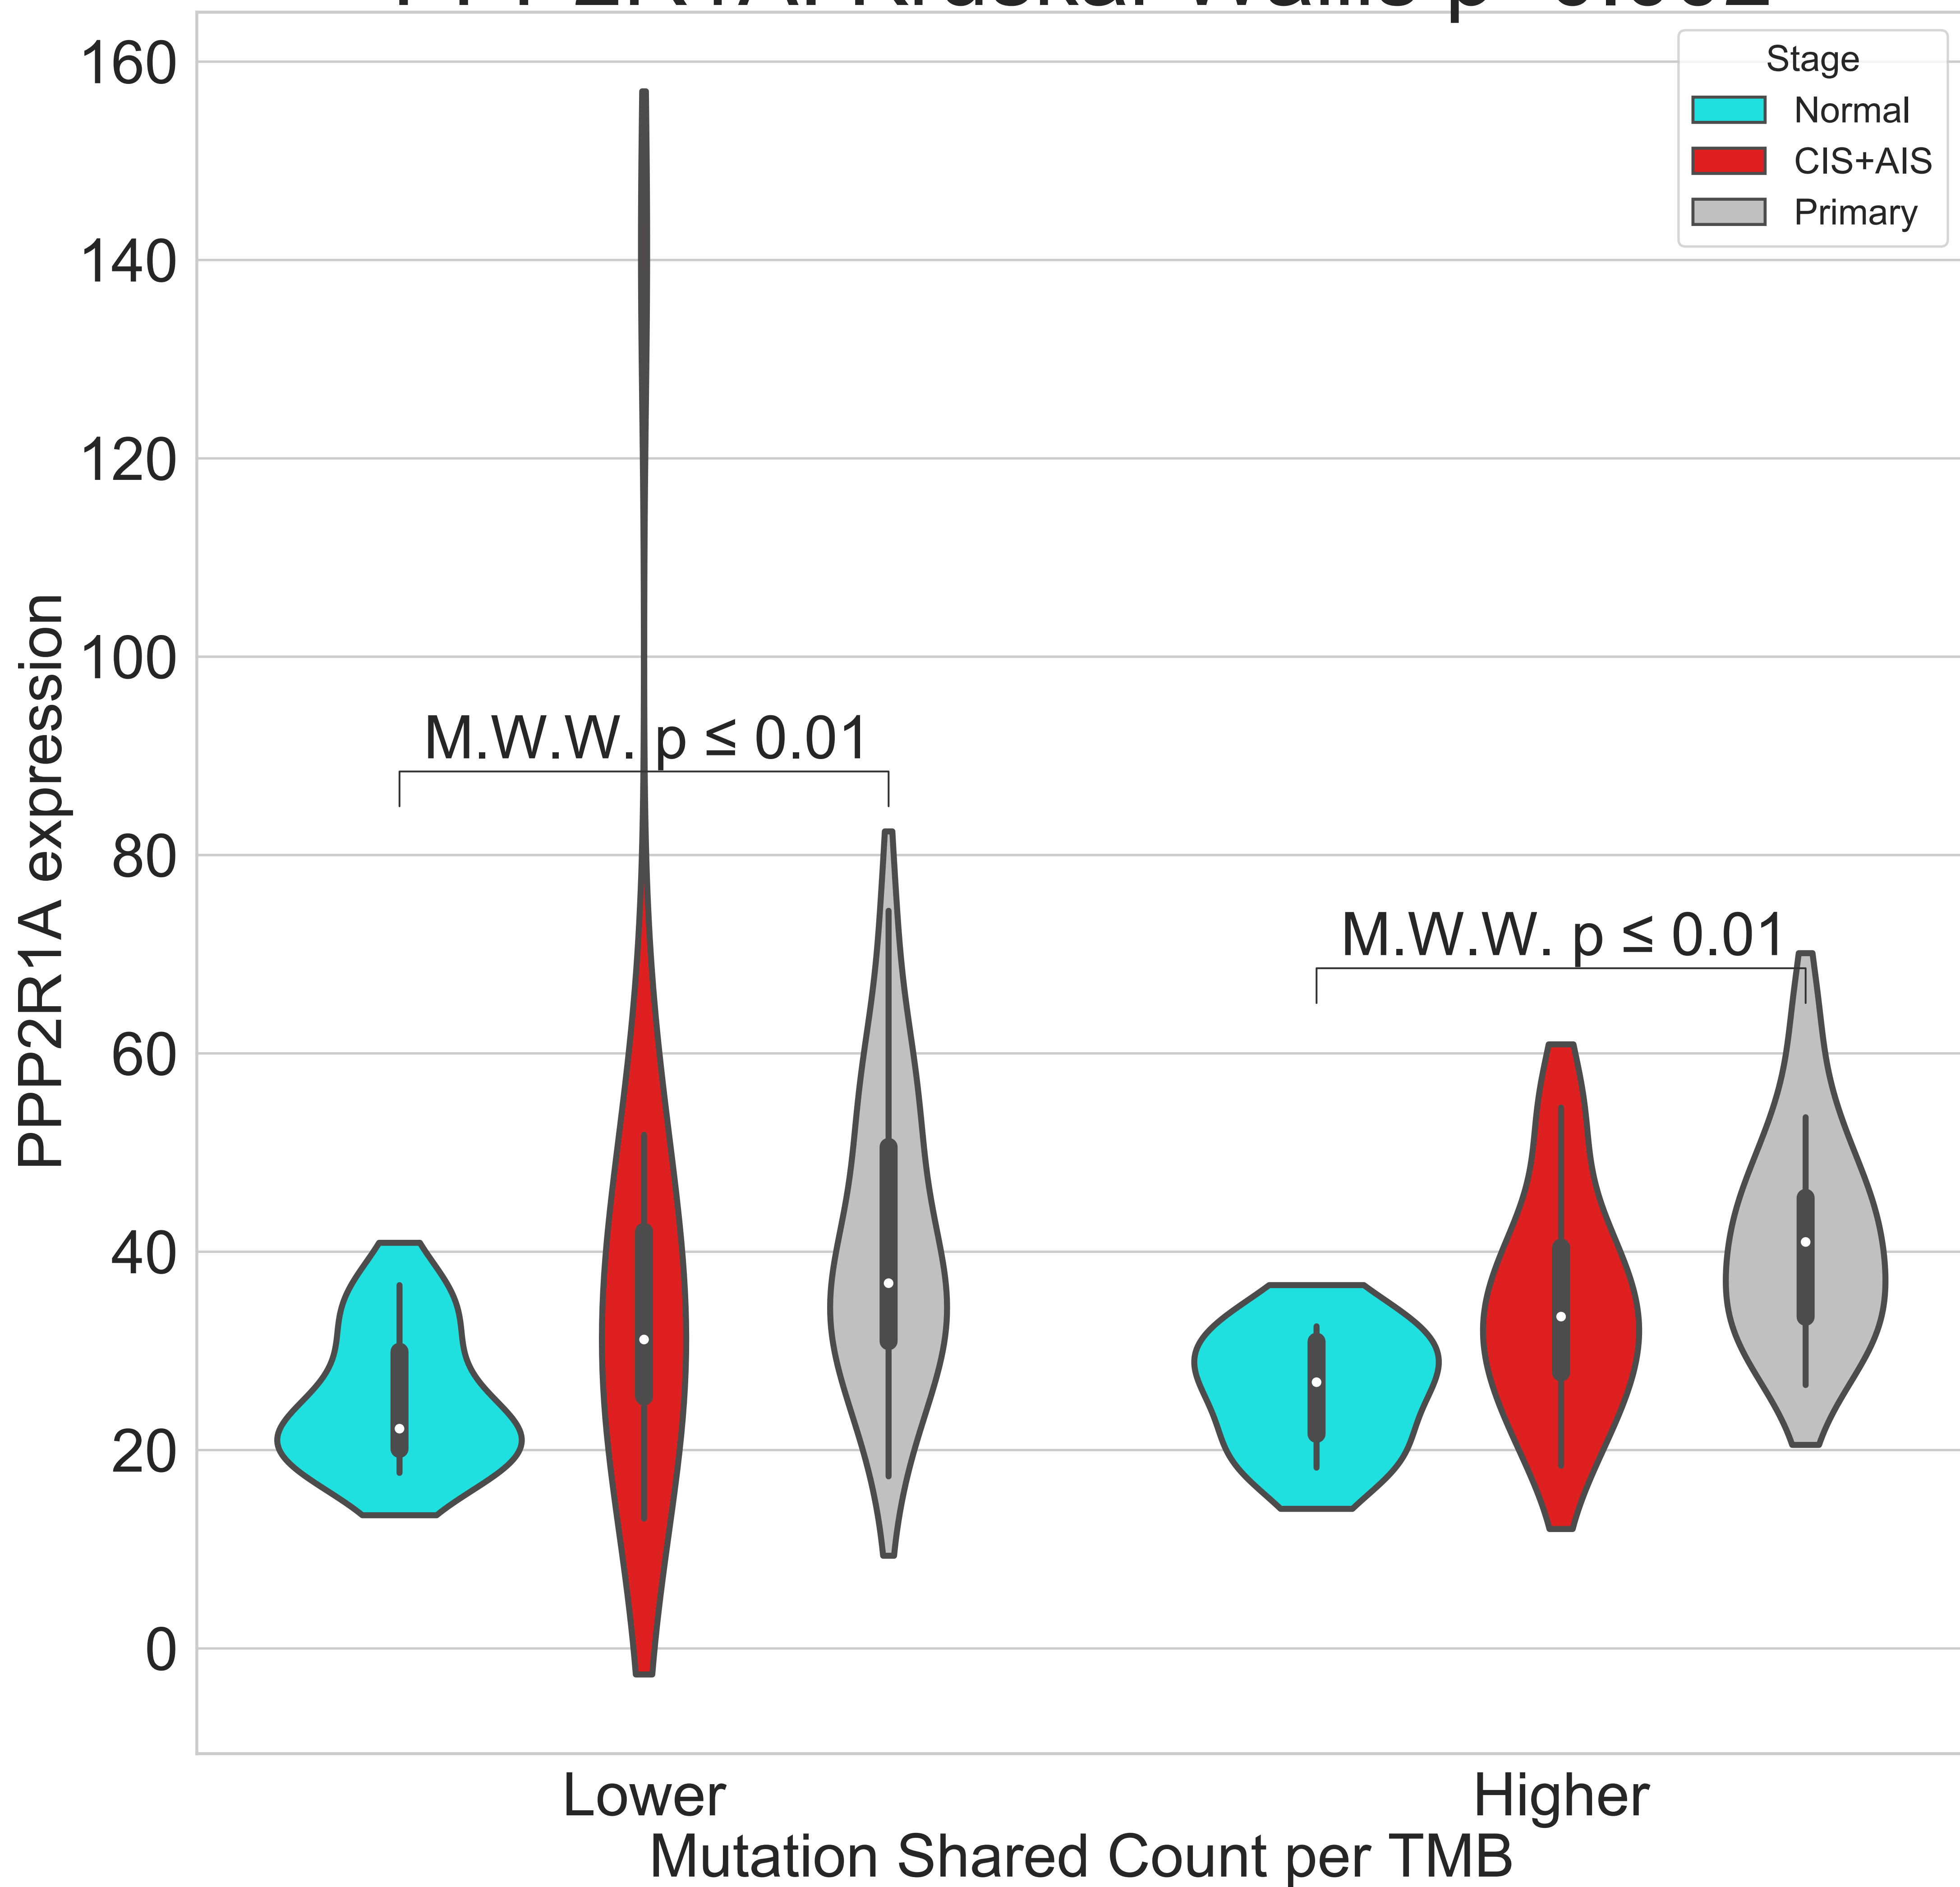 160
140
120
100
80
60
40
20
0
PPP2R1A expression
Stage
Normal
CIS+AIS
Primary
M.W.W. p ≤ 0.01
M.W.W. p ≤ 0.01
Lower
Higher
Mutation Shared Count per TMB